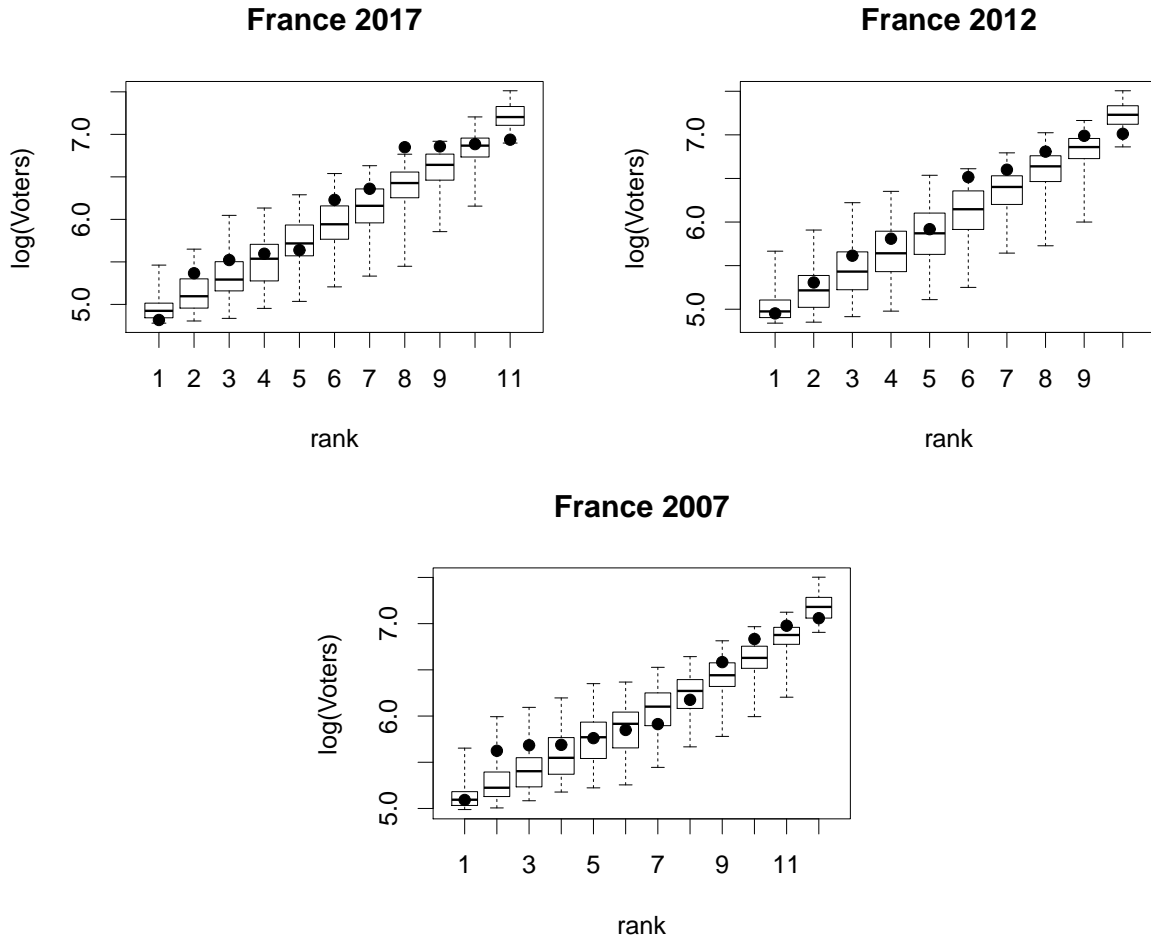 France 2017
log(Voters)
7.0
6.0
5.0
1 2 3 4 5 6 7 8 9 11
rank
France 2012
log(Voters)
7.0
6.0
5.0
1 2 3 4 5 6 7 8 9
rank
France 2007
log(Voters)
7.0
6.0
5.0
1 3 5 7 9 11
rank